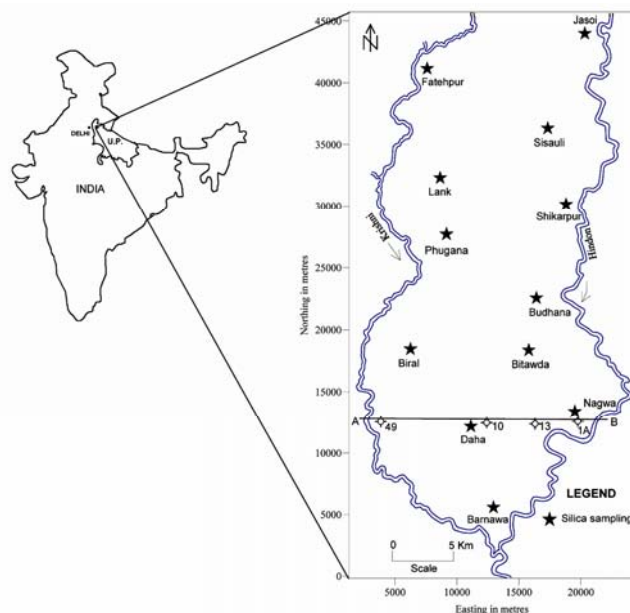 DELHI
U.P.
INDIA
Northing in metres
45000
40000
35000
30000
25000
20000
15000
10000
5000
0
N
Jasoi
Fatehpur
Sisauli
Lank
Shikarpur
Krishni
Phugana
Hindon
Budhana
Biral
Bitawda
Nagwa
A
49
10
13
1A
B
Daha
LEGEND
Barnawa
Silica sampling
0 5 Km
Scale
5000 10000 15000 20000
Easting in metres